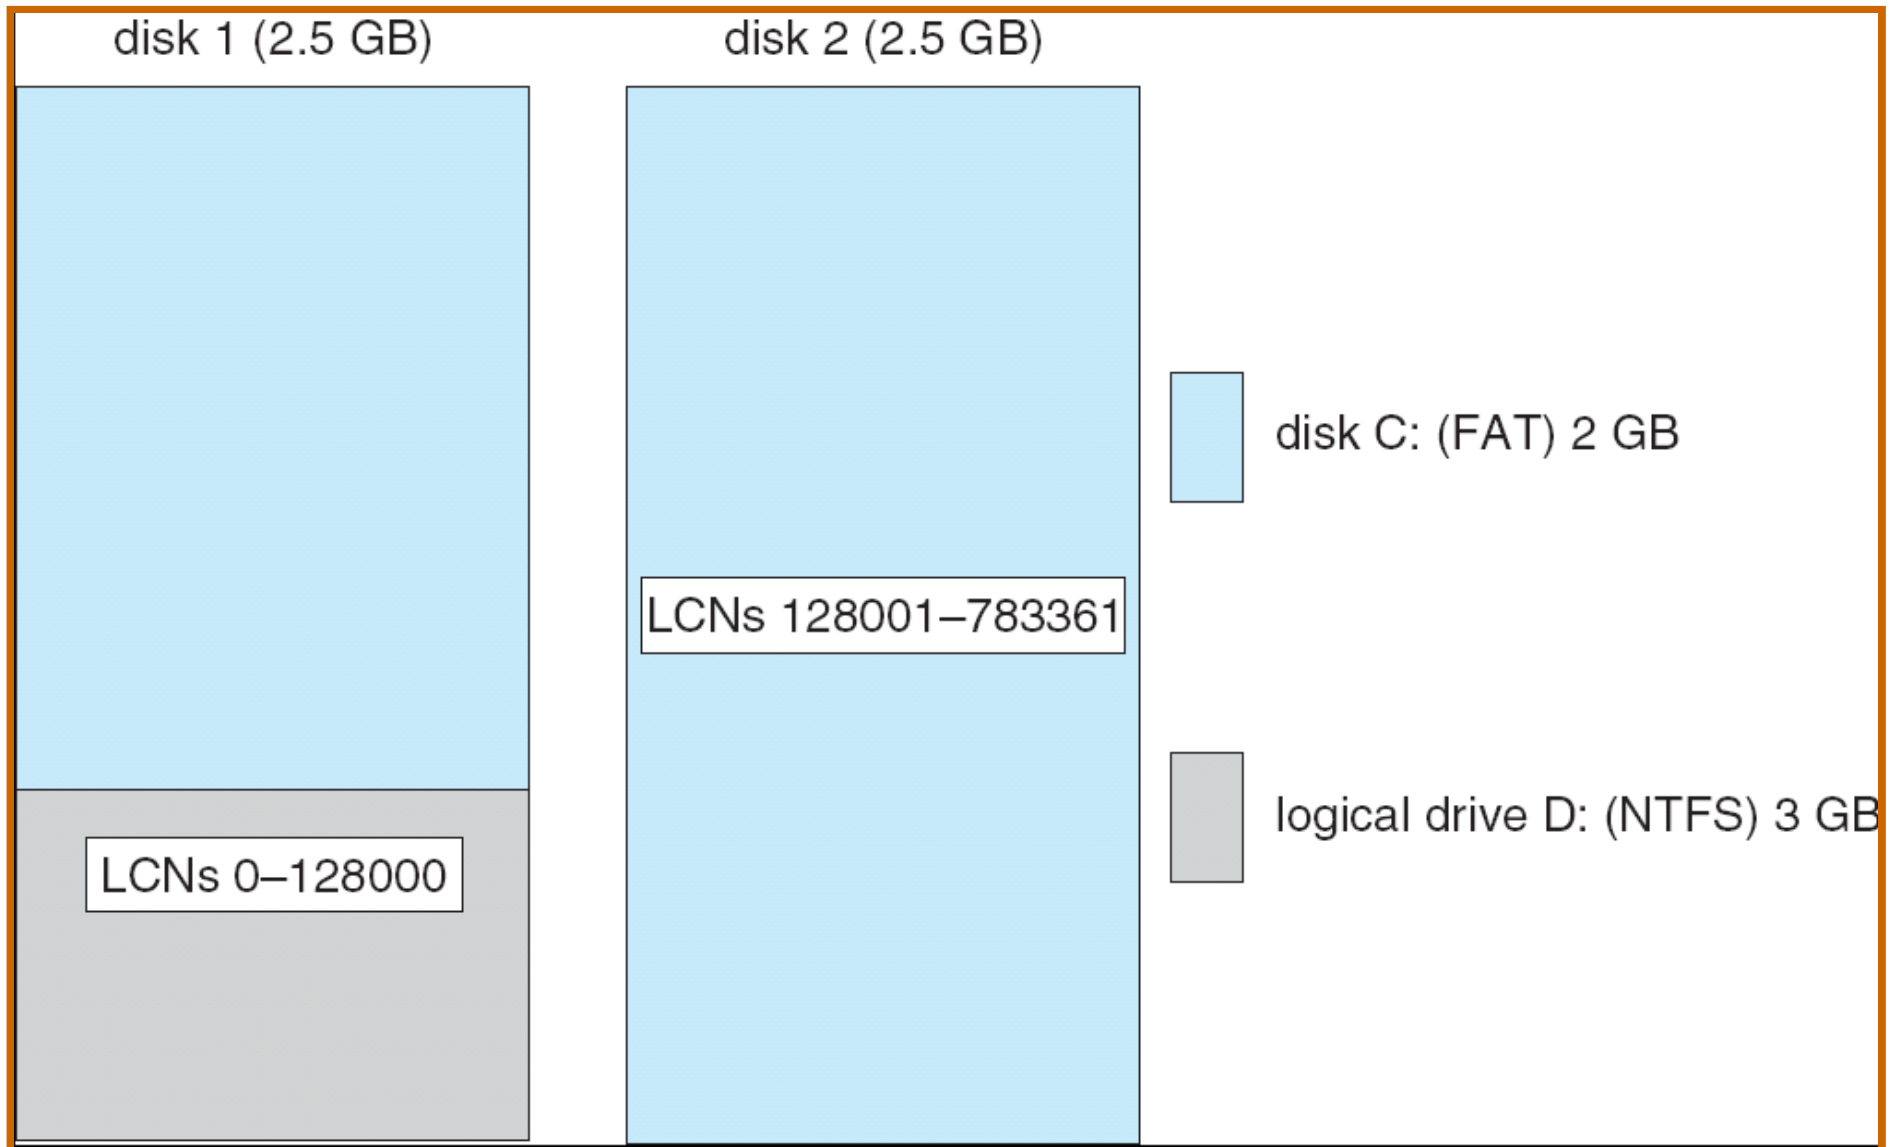 disk 1 (2.5 GB)
disk 2 (2.5 GB)
disk C: (FAT) 2 GB
LCNs 128001–783361
logical drive D: (NTFS) 3 GB
LCNs 0–128000